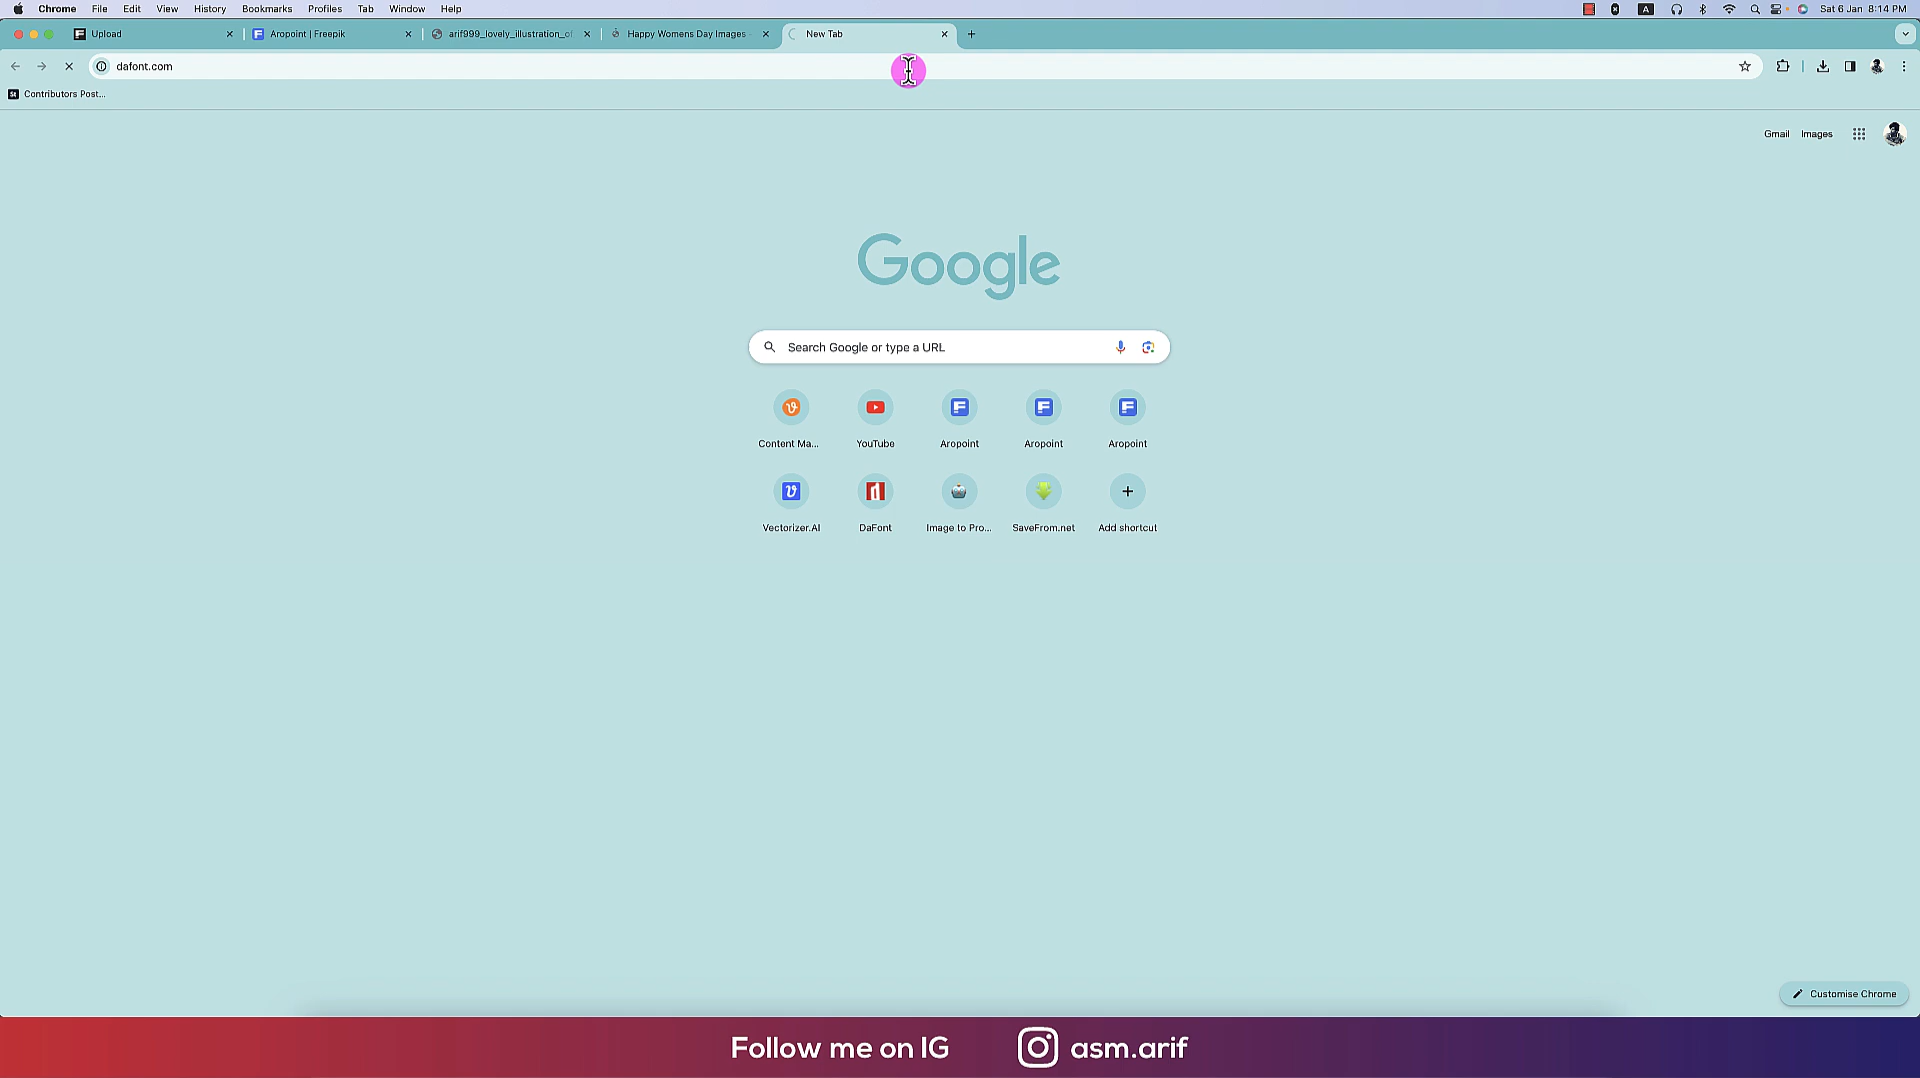 Chrome File Edit View History Bookmarks Profiles Tab Window Help
A Sat 6 Jan 8:14 PM
Upload Aropoint | Freepik arif999_lovely_illustration_of Happy Womens Day Images - New Tab
dafont.com
St Contributors Post...
Gmail Images
Google
Search Google or type a URL
Content Ma... YouTube Aropoint Aropoint Aropoint
Vectorizer.AI DaFont Image to Pro... SaveFrom.net Add shortcut
Customise Chrome
Follow me on IG asm.arif